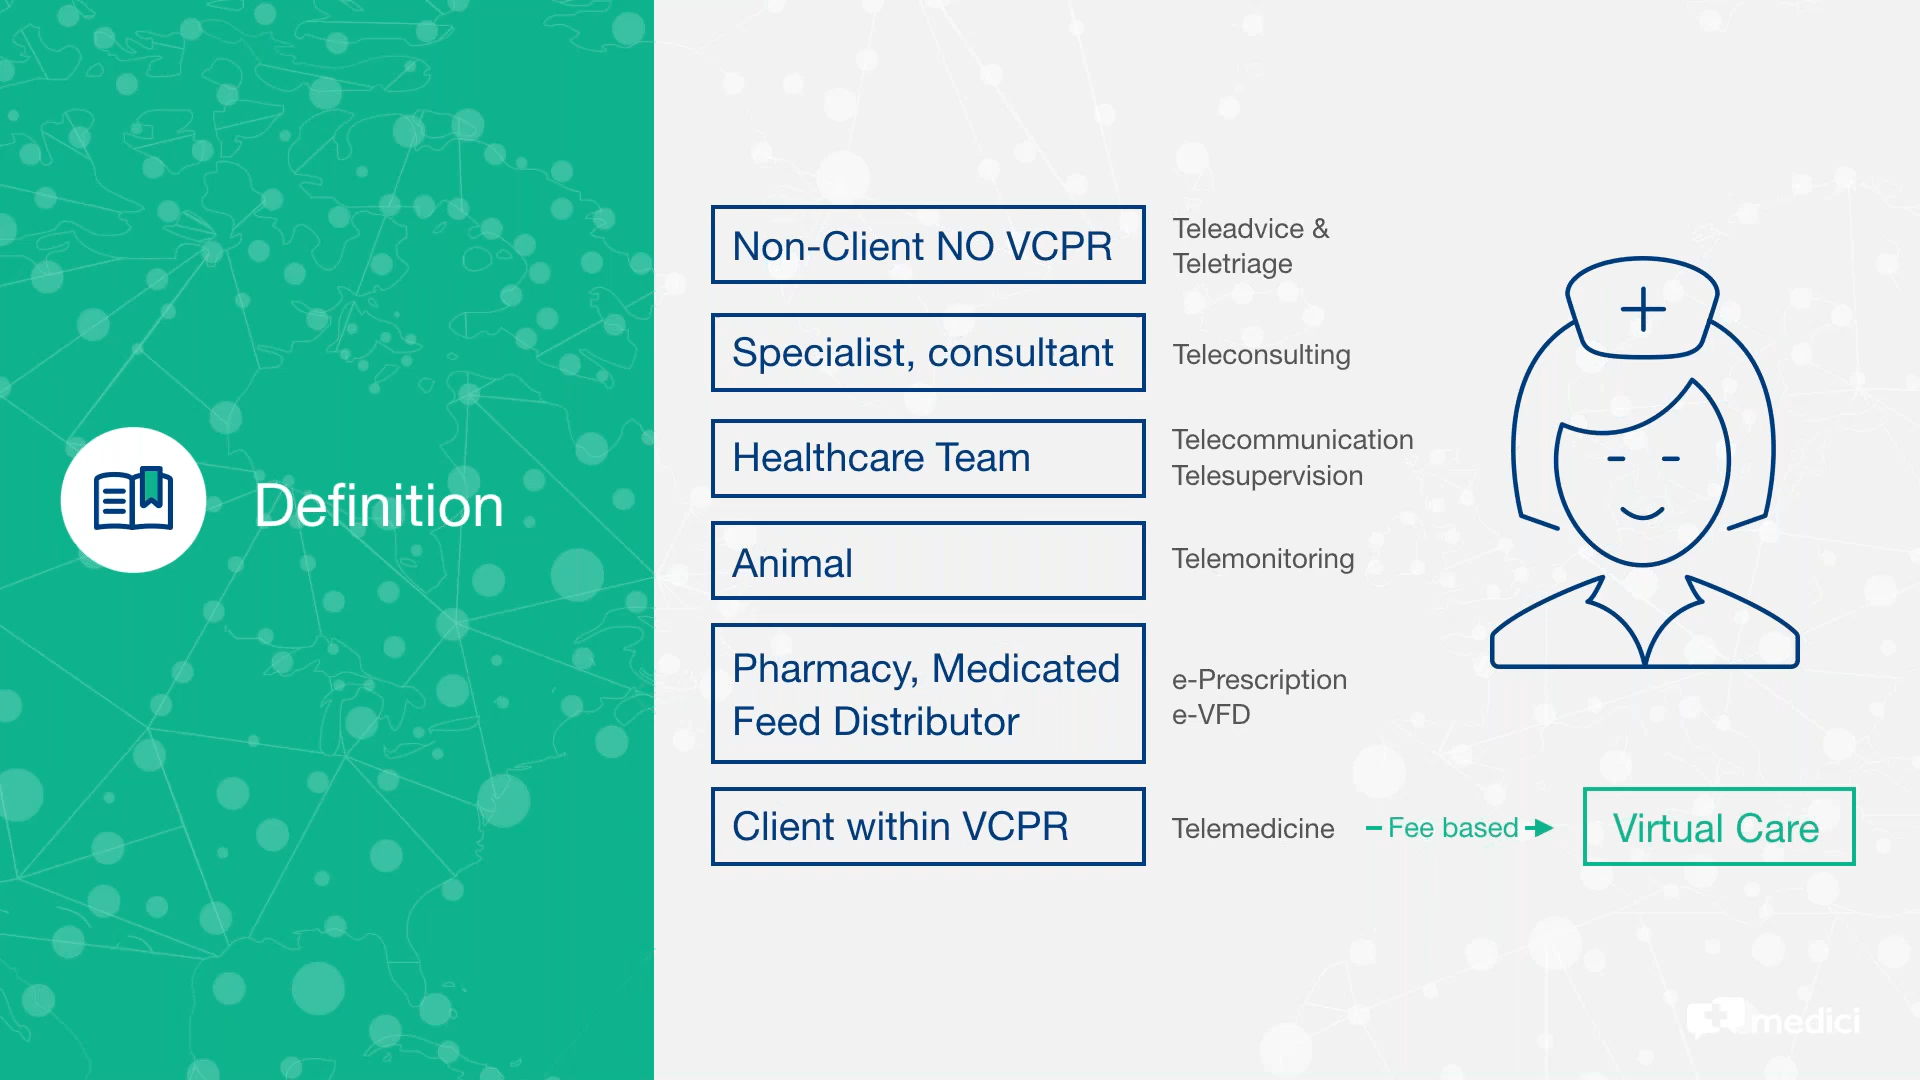 Definition
Non-Client NO VCPR
Teleadvice &
Teletriage
Specialist, consultant
Teleconsulting
Healthcare Team
Telecommunication
Telesupervision
Animal
Telemonitoring
Pharmacy, Medicated
Feed Distributor
e-Prescription
e-VFD
Client within VCPR
Telemedicine
Fee based
Virtual Care
medici